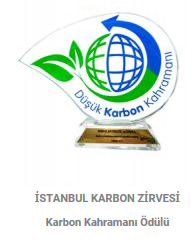 Düşük Karbon Kahramanı
İSTANBUL KARBON ZİRVESİ
Karbon Kahramanı Ödülü